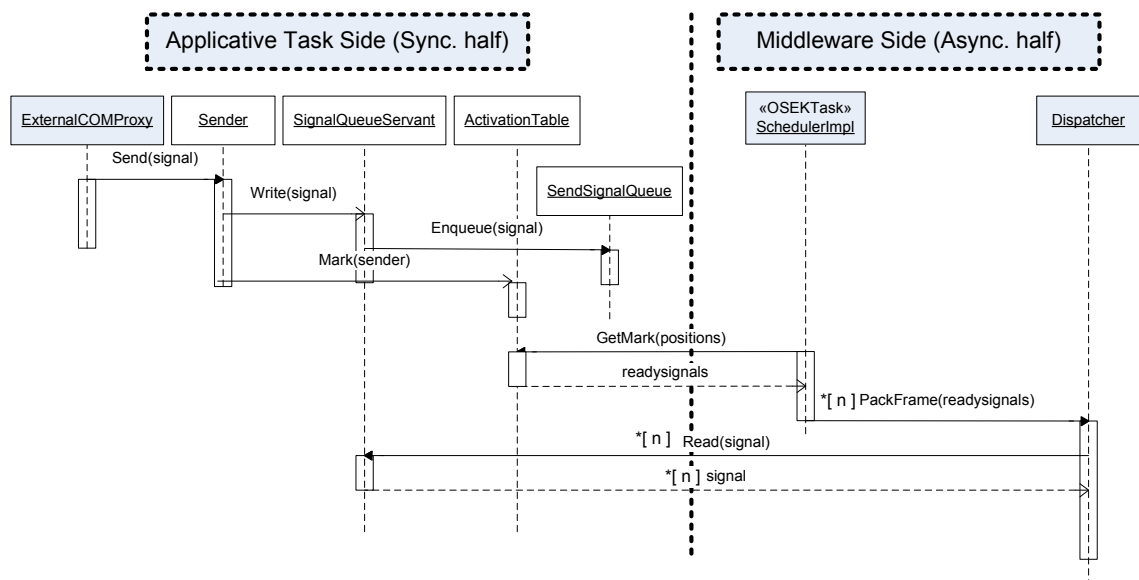 Applicative Task Side (Sync. half)
Middleware Side (Async. half)
ExternalCOMProxy
Sender
SignalQueueServant
ActivationTable
«OSEKTask»
SchedulerImpl
Dispatcher
Send(signal)
SendSignalQueue
Write(signal)
Enqueue(signal)
Mark(sender)
GetMark(positions)
readysignals
*[ n ] PackFrame(readysignals)
*[ n ] Read(signal)
*[ n ] signal